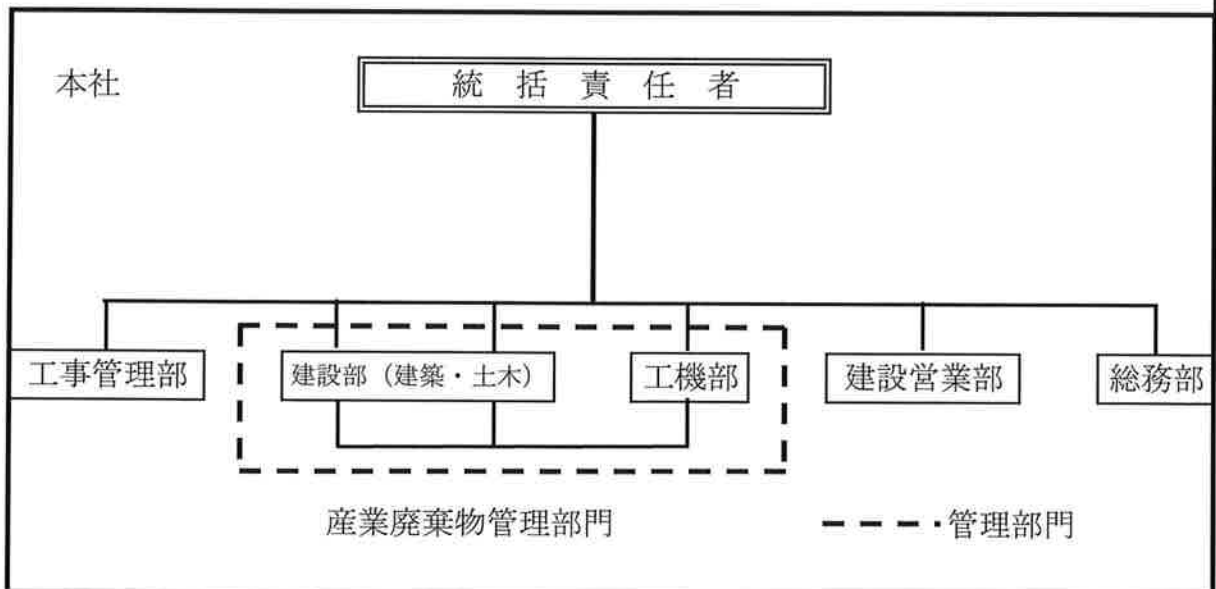 本社
統括責任者
工事管理部
建設部（建築・土木）
工機部
建設営業部
総務部
産業廃棄物管理部門
管理部門